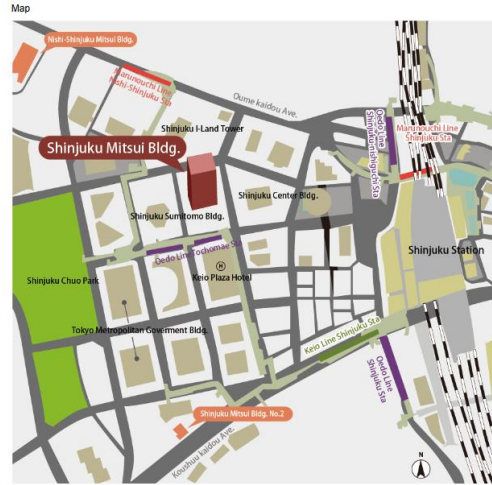 Map
Nishi-Shinjuku Mitsui Bldg.
Marunouchi Line
Nishi-Shinjuku Sta
Oume kaidou Ave.
Oedo Line
Shinjukunishiguchi Sta
Marunouchi Line
Shinjuku Sta
Shinjuku I-Land Tower
Shinjuku Mitsui Bldg.
Shinjuku Center Bldg.
Shinjuku Sumitomo Bldg.
Oedo Line Tochomae Sta
Shinjuku Station
H
Keio Plaza Hotel
Shinjuku Chuo Park
Tokyo Metropolitan Goverment Bldg.
Keio Line Shinjuku Sta
Oedo Line
Shinjuku Sta
Shinjuku Mitsui Bldg. No.2
Koushuu kaidou Ave.
N